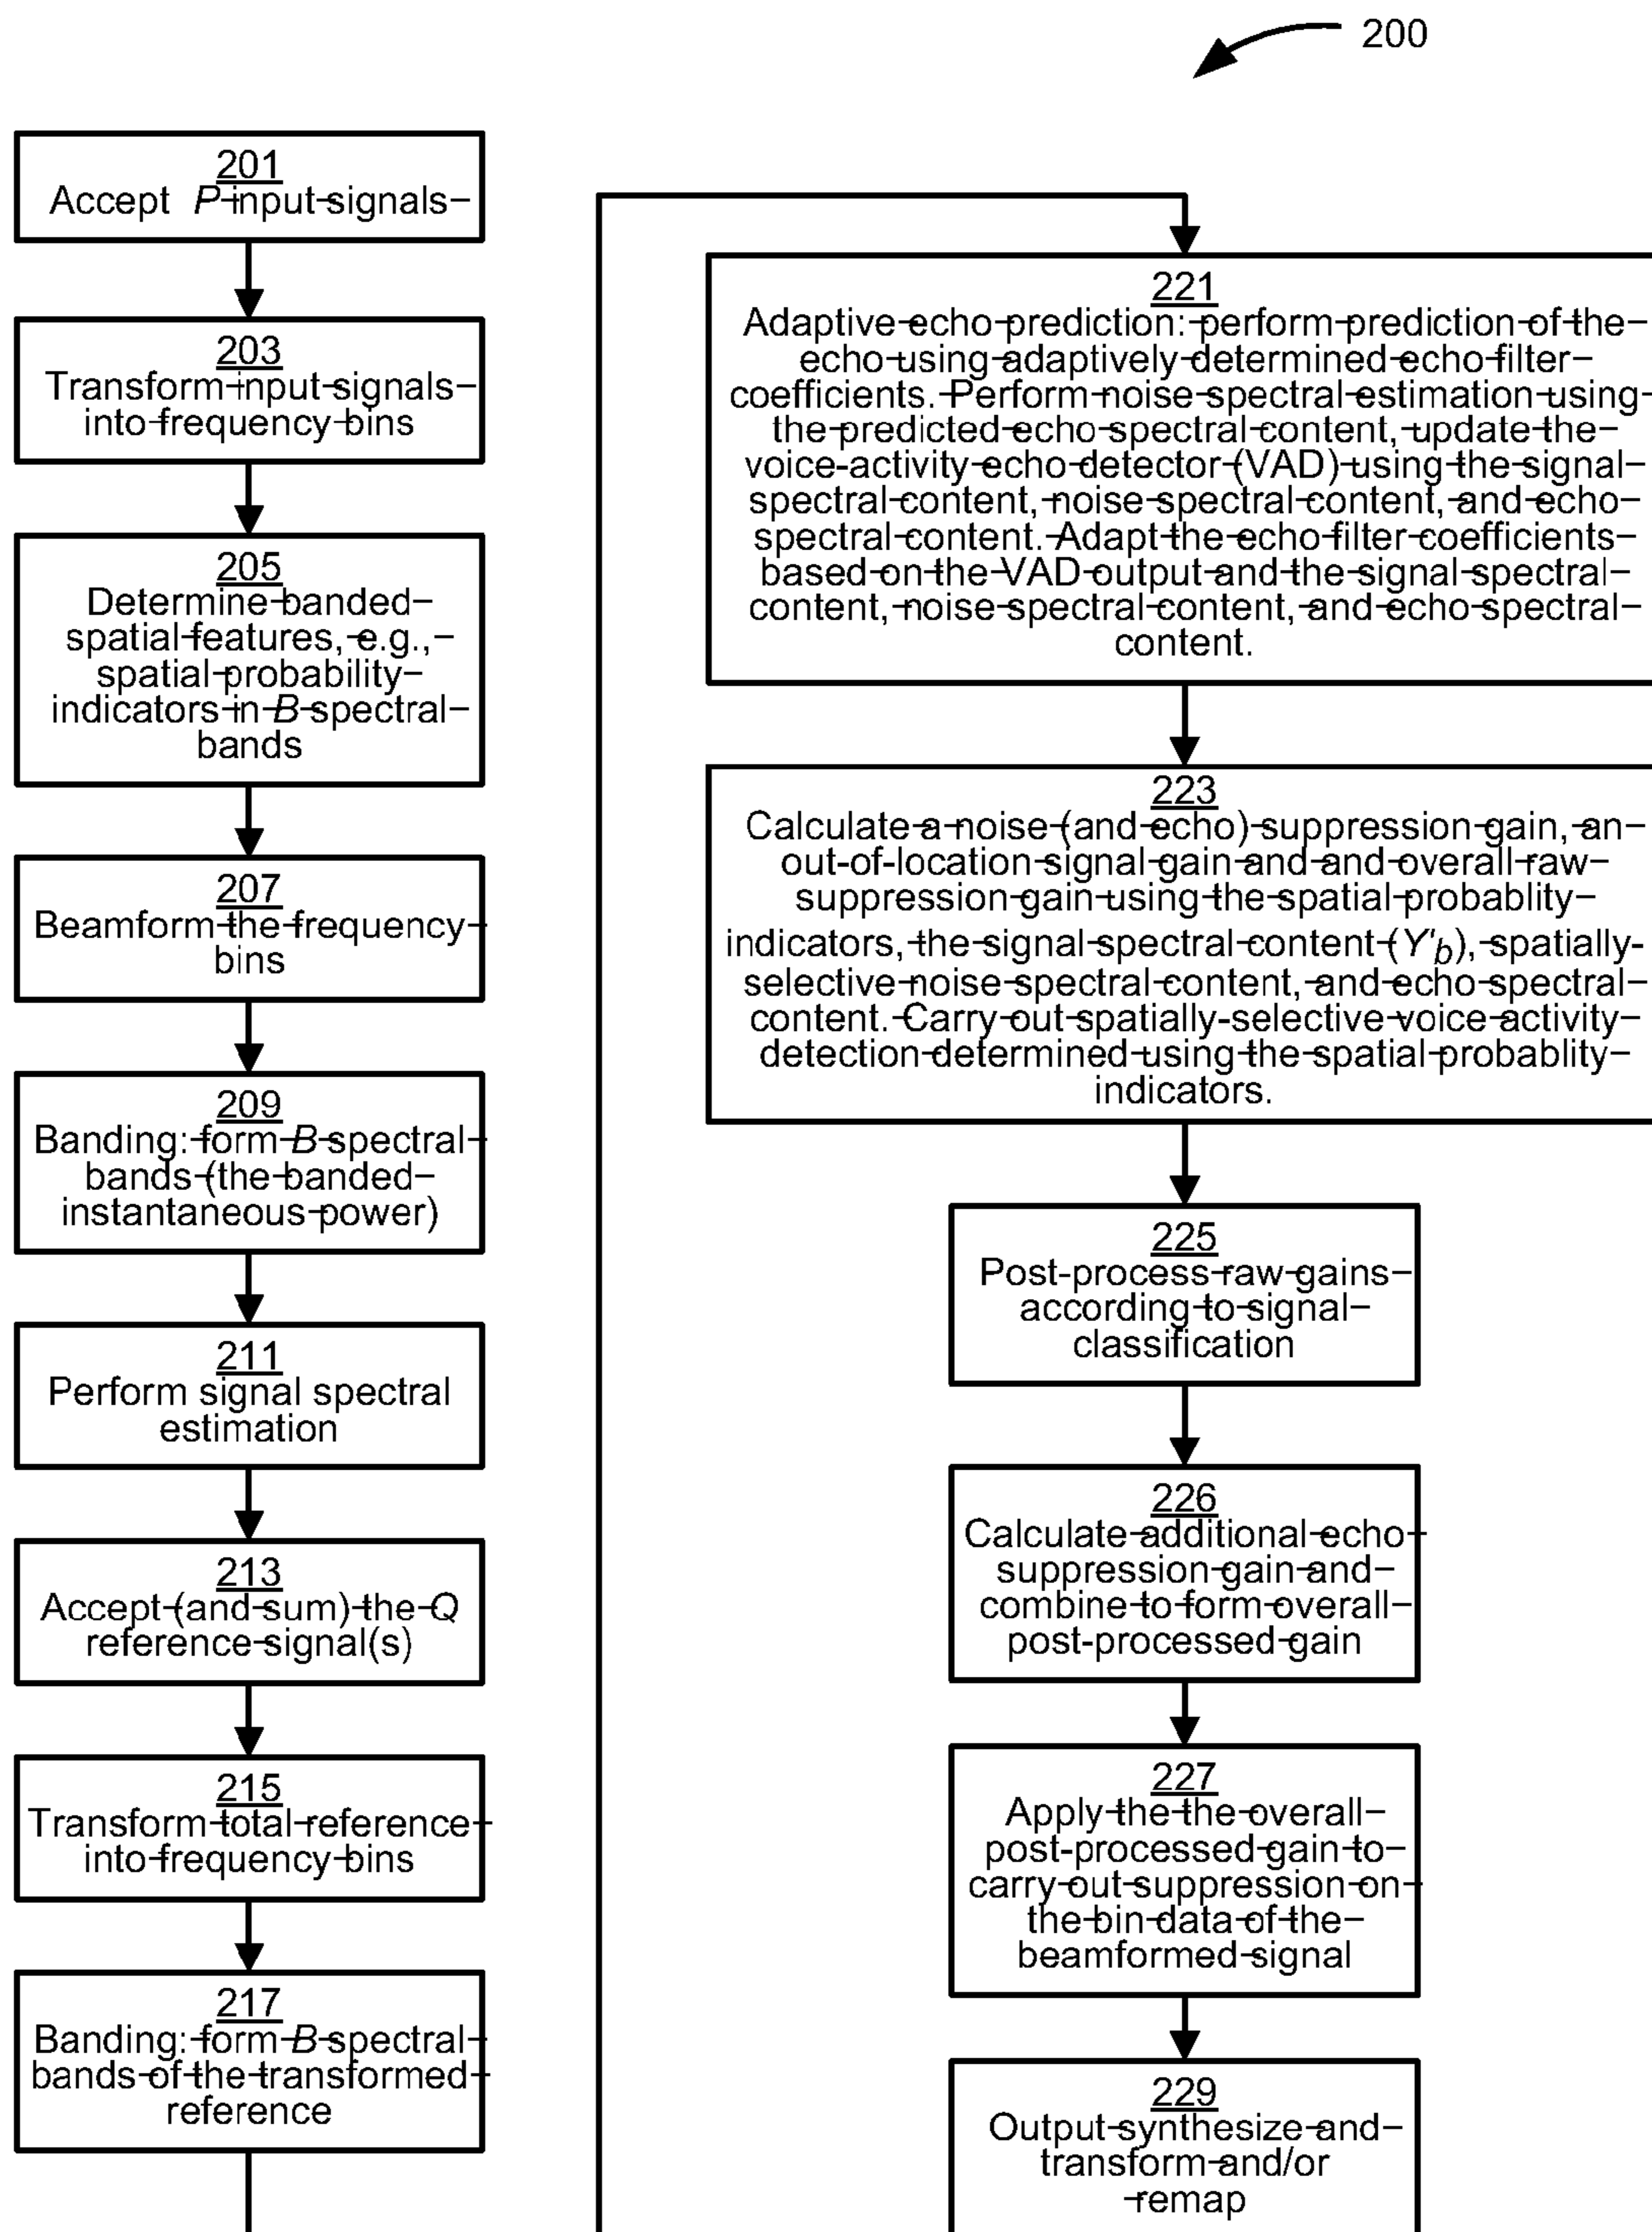 200
201
Accept P input signals
203
Transform input signals
into frequency bins
205
Determine banded
spatial features, e.g.,
spatial probability
indicators in B spectral
bands
207
Beamform the frequency
bins
209
Banding: form B spectral
bands (the banded
instantaneous power)
211
Perform signal spectral
estimation
213
Accept (and sum) the Q
reference signal(s)
215
Transform total reference
into frequency bins
217
Banding: form B spectral
bands of the transformed
reference
221
Adaptive echo prediction: perform prediction of the
echo using adaptively determined echo filter
coefficients. Perform noise spectral estimation using
the predicted echo spectral content, update the
voice-activity echo detector (VAD) using the signal
spectral content, noise spectral content, and echo
spectral content. Adapt the echo filter coefficients
based on the VAD output and the signal spectral
content, noise spectral content, and echo spectral
content.
223
Calculate a noise (and echo) suppression gain, an
out-of-location signal gain and and overall raw
suppression gain using the spatial probablity
indicators, the signal spectral content (Y'b), spatially-
selective noise spectral content, and echo spectral
content. Carry out spatially-selective voice activity
detection determined using the spatial probablity
indicators.
225
Post-process raw gains
according to signal
classification
226
Calculate additional echo
suppression gain and
combine to form overall
post-processed gain
227
Apply the the overall
post-processed gain to
carry out suppression on
the bin data of the
beamformed signal
229
Output synthesize and
transform and/or
remap